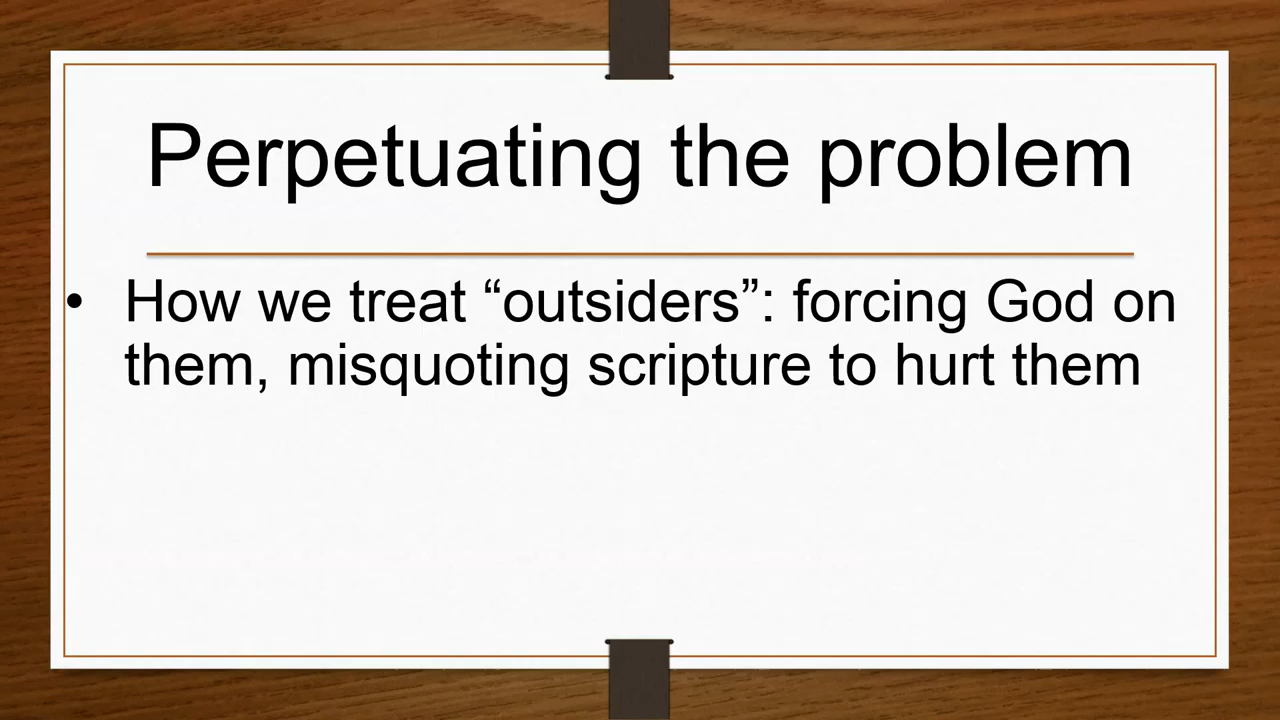 Perpetuating the problem
• How we treat “outsiders”: forcing God on
them, misquoting scripture to hurt them